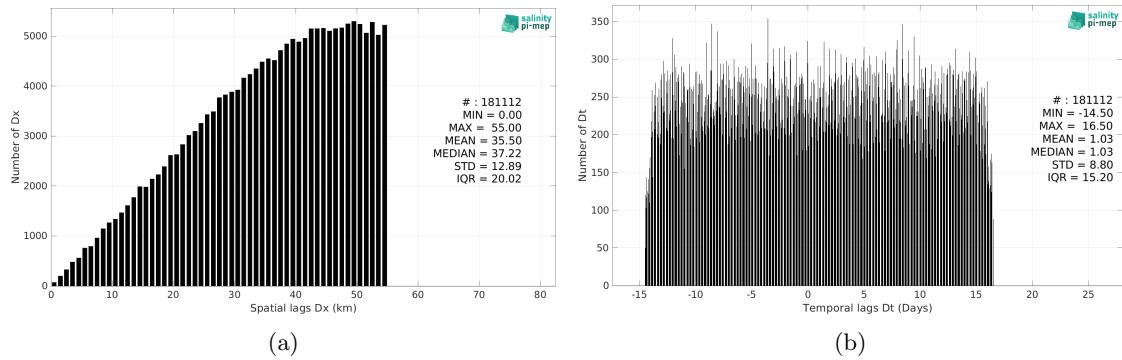 salinity
pi-mep
Number of Dx
5000
4000
3000
2000
1000
0
# : 181112
MIN = 0.00
MAX = 55.00
MEAN = 35.50
MEDIAN = 37.22
STD = 12.89
IQR = 20.02
0 10 20 30 40 50 60 70 80
Spatial lags Dx (km)
(a)
salinity
pi-mep
Number of Dt
350
300
250
200
150
100
50
0
# : 181112
MIN = -14.50
MAX = 16.50
MEAN = 1.03
MEDIAN = 1.03
STD = 8.80
IQR = 15.20
-15 -10 -5 0 5 10 15 20 25
Temporal lags Dt (Days)
(b)